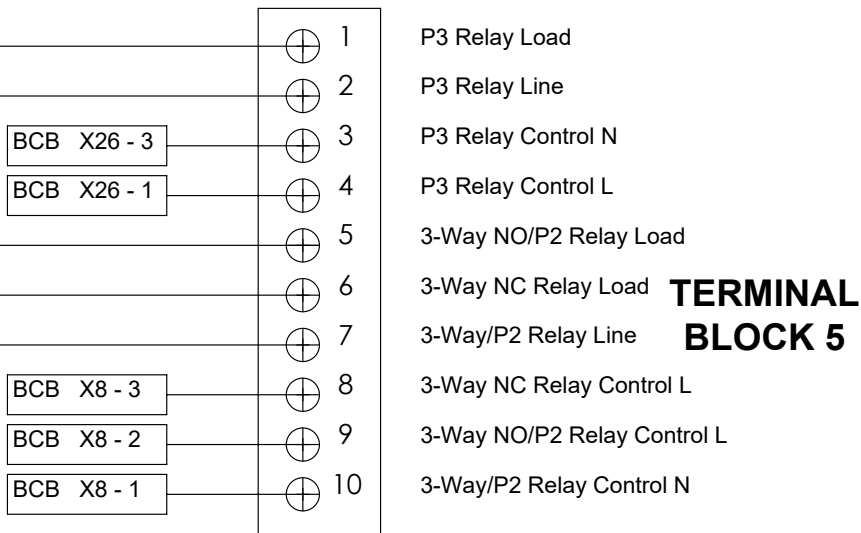 1 P3 Relay Load
2 P3 Relay Line
BCB X26 - 3 3 P3 Relay Control N
BCB X26 - 1 4 P3 Relay Control L
5 3-Way NO/P2 Relay Load
6 3-Way NC Relay Load
7 3-Way/P2 Relay Line
BCB X8 - 3 8 3-Way NC Relay Control L
BCB X8 - 2 9 3-Way NO/P2 Relay Control L
BCB X8 - 1 10 3-Way/P2 Relay Control N
TERMINAL
BLOCK 5